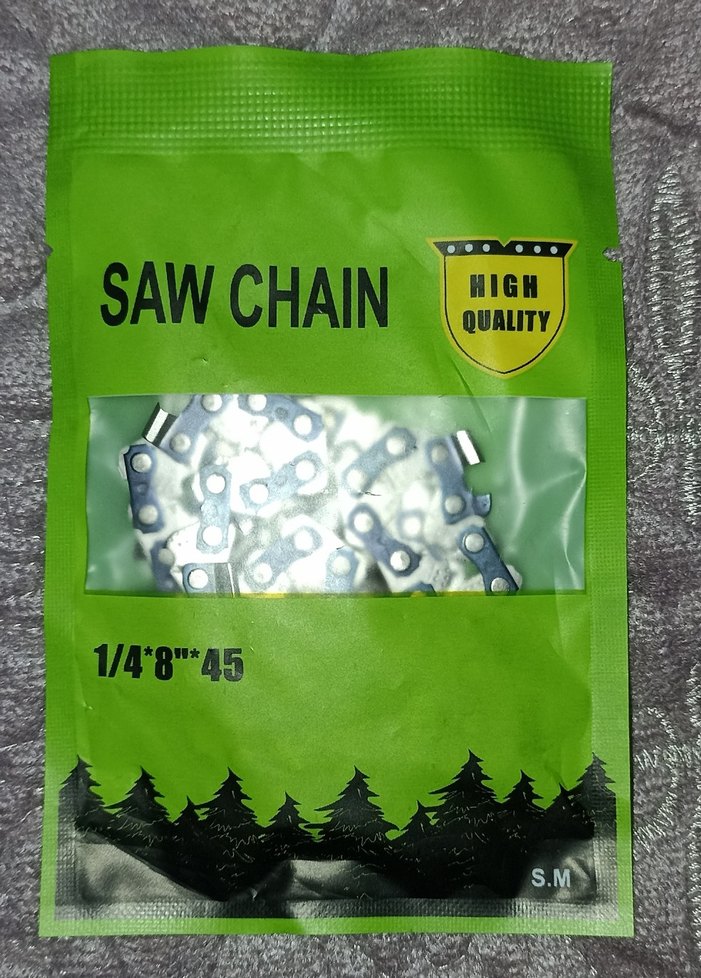 SAW CHAIN
HIGH
QUALITY
1/4*8"*45
S.M